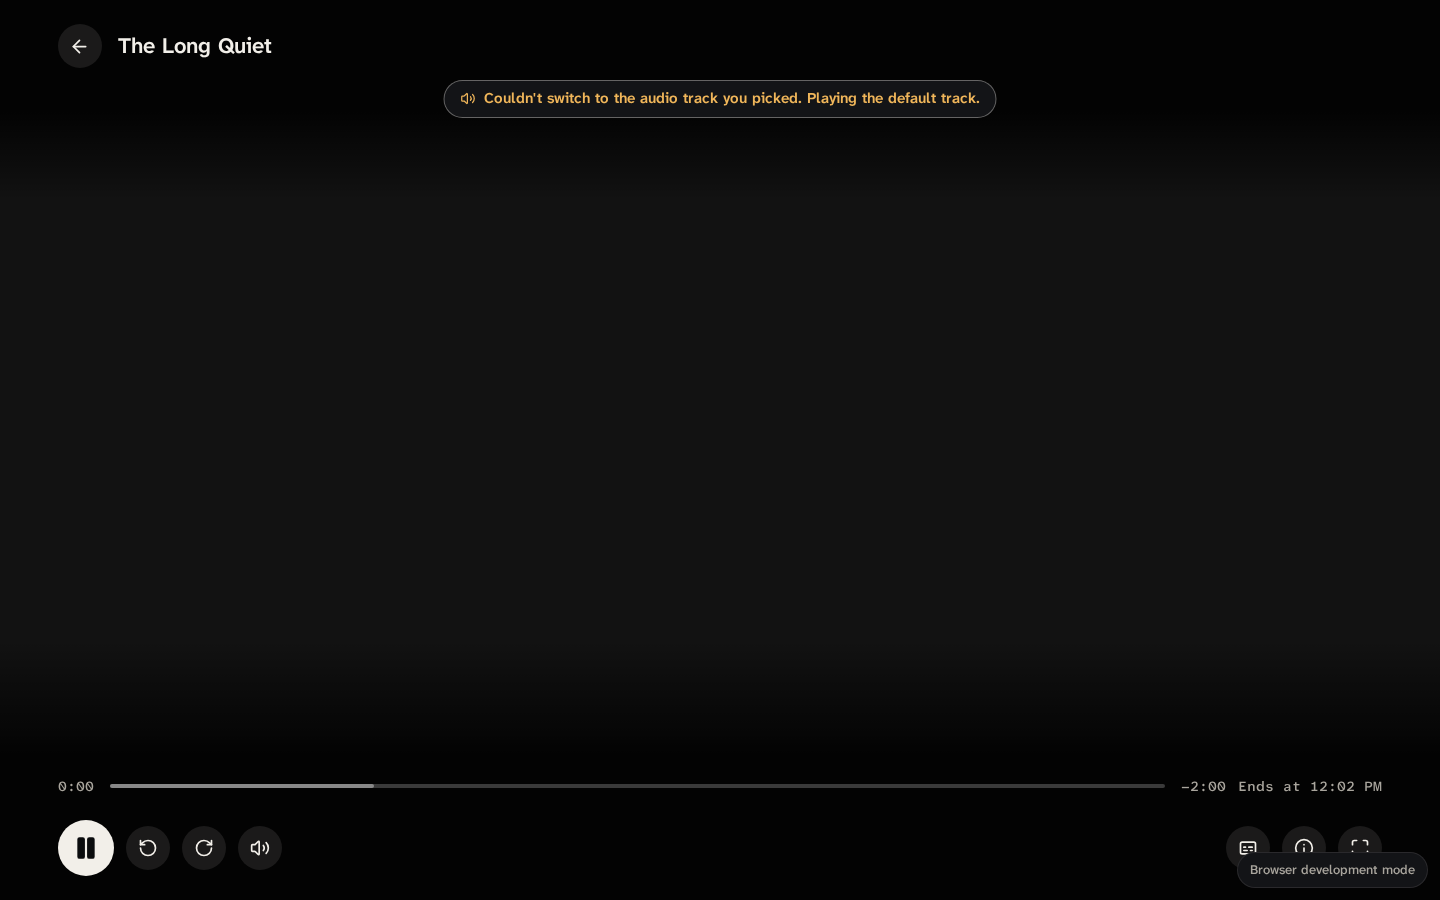 The Long Quiet
Couldn't switch to the audio track you picked. Playing the default track.
0:00
−2:00 Ends at 12:02 PM
Browser development mode